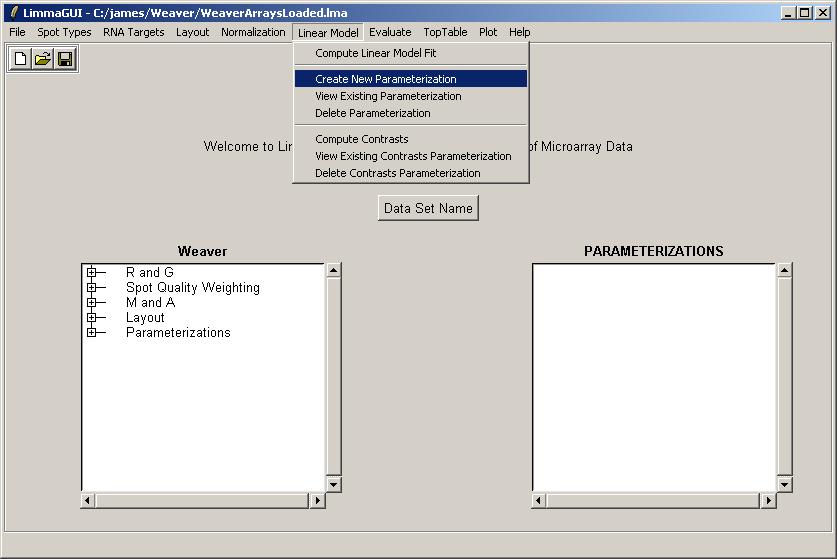 LimmaGUI - C:/james/Weaver/WeaverArraysLoaded.lma
File Spot Types RNA Targets Layout Normalization Linear Model Evaluate TopTable Plot Help
Compute Linear Model Fit
Create New Parameterization
View Existing Parameterization
Delete Parameterization
Compute Contrasts
View Existing Contrasts Parameterization
Delete Contrasts Parameterization
Welcome to Lim of Microarray Data
Data Set Name
Weaver
R and G
Spot Quality Weighting
M and A
Layout
Parameterizations
PARAMETERIZATIONS